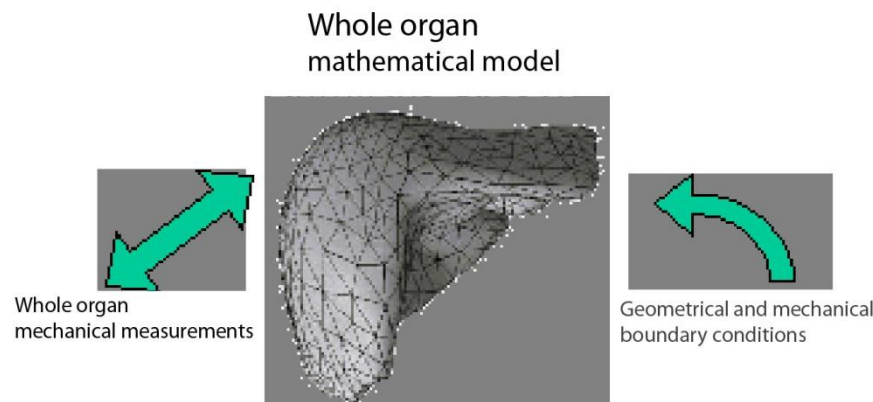 Whole organ
mathematical model
Whole organ
mechanical measurements
Geometrical and mechanical
boundary conditions